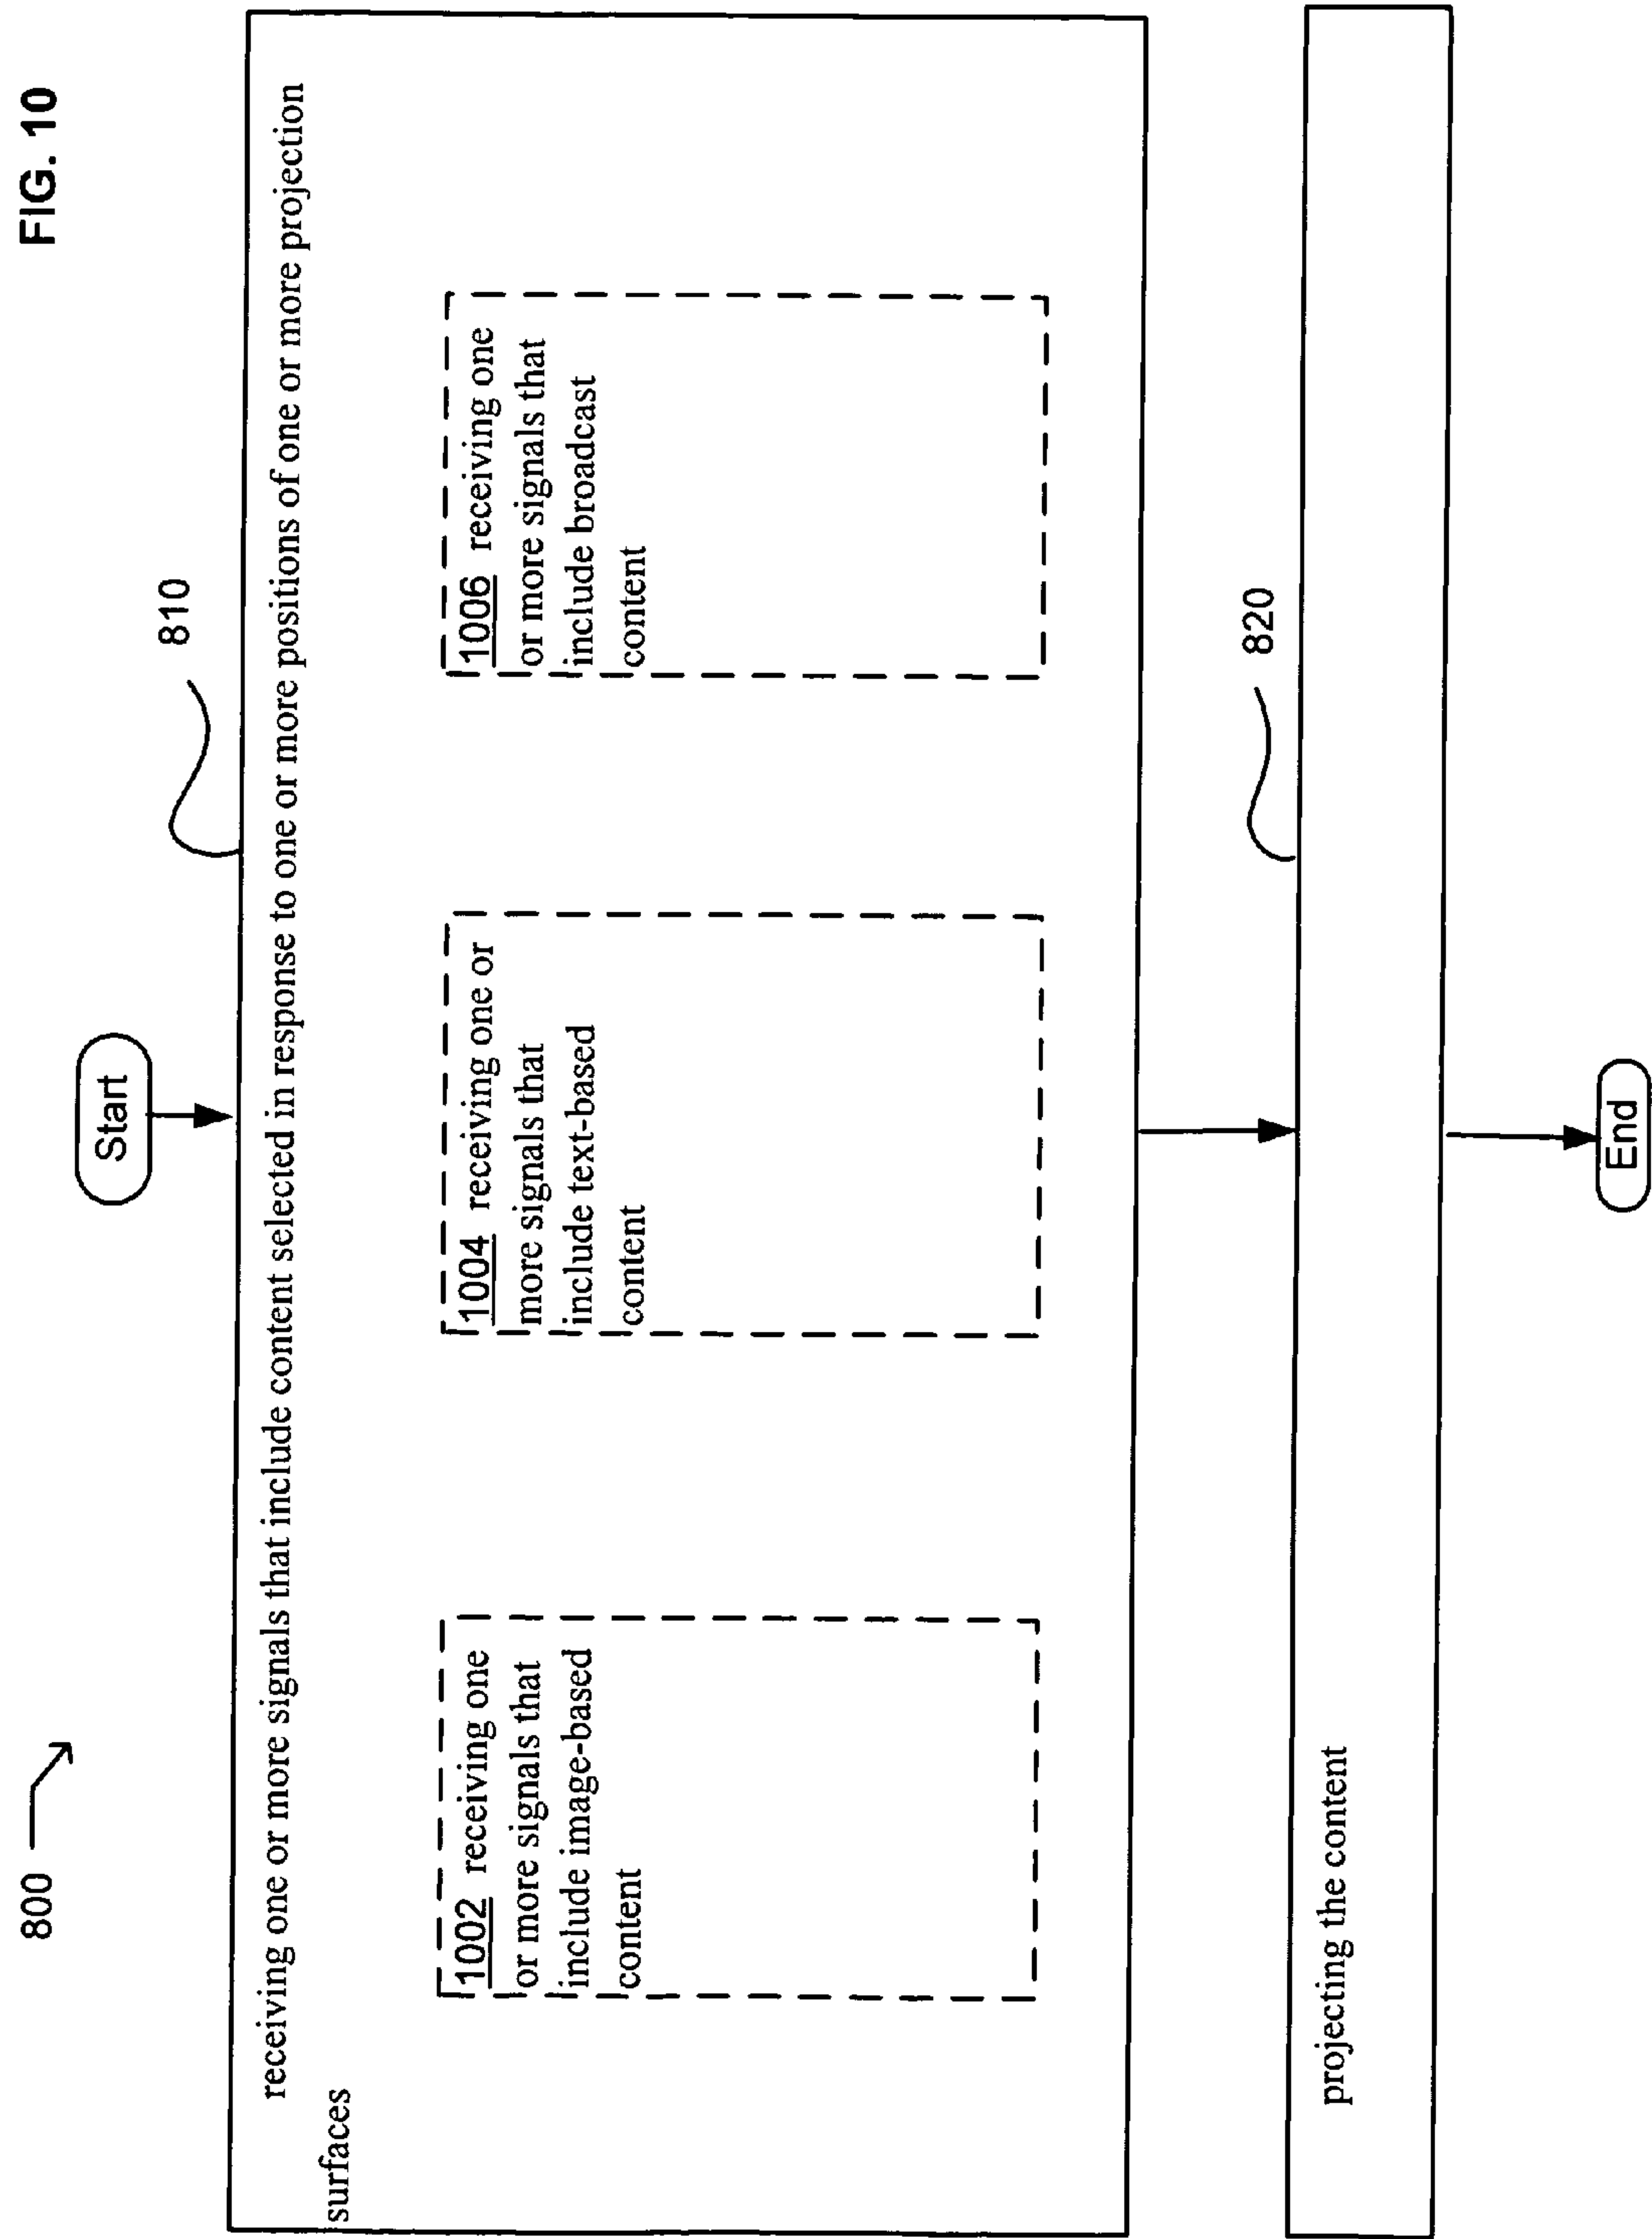 FIG. 10
800
Start
810
receiving one or more signals that include content selected in response to one or more positions of one or more projection
surfaces
1002 receiving one
or more signals that
include image-based
content
1004 receiving one or
more signals that
include text-based
content
1006 receiving one
or more signals that
include broadcast
content
820
projecting the content
End